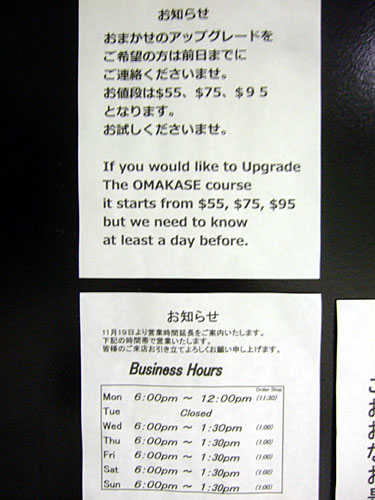 お知らせ
おまかせのアップグレードを
ご希望の方は前日までに
ご連絡くださいませ。
お値段は$55、$75、$95
となります。
お試しくださいませ。
If you would like to Upgrade
The OMAKASE course
it starts from $55, $75, $95
but we need to know
at least a day before.
お知らせ
11月19日より営業時間延長をご案内いたします。
下記の時間帯で営業いたします。
皆様のご来店お引き立てよろしくお願い申し上げます。
Business Hours
Order Stop
Mon 6:00pm ～ 12:00pm (11:30)
Tue Closed
Wed 6:00pm ～ 1:30pm (1:00)
Thu 6:00pm ～ 1:30pm (1:00)
Fri 6:00pm ～ 1:30pm (1:00)
Sat 6:00pm ～ 1:30pm (1:00)
Sun 6:00pm ～ 1:30pm (1:00)